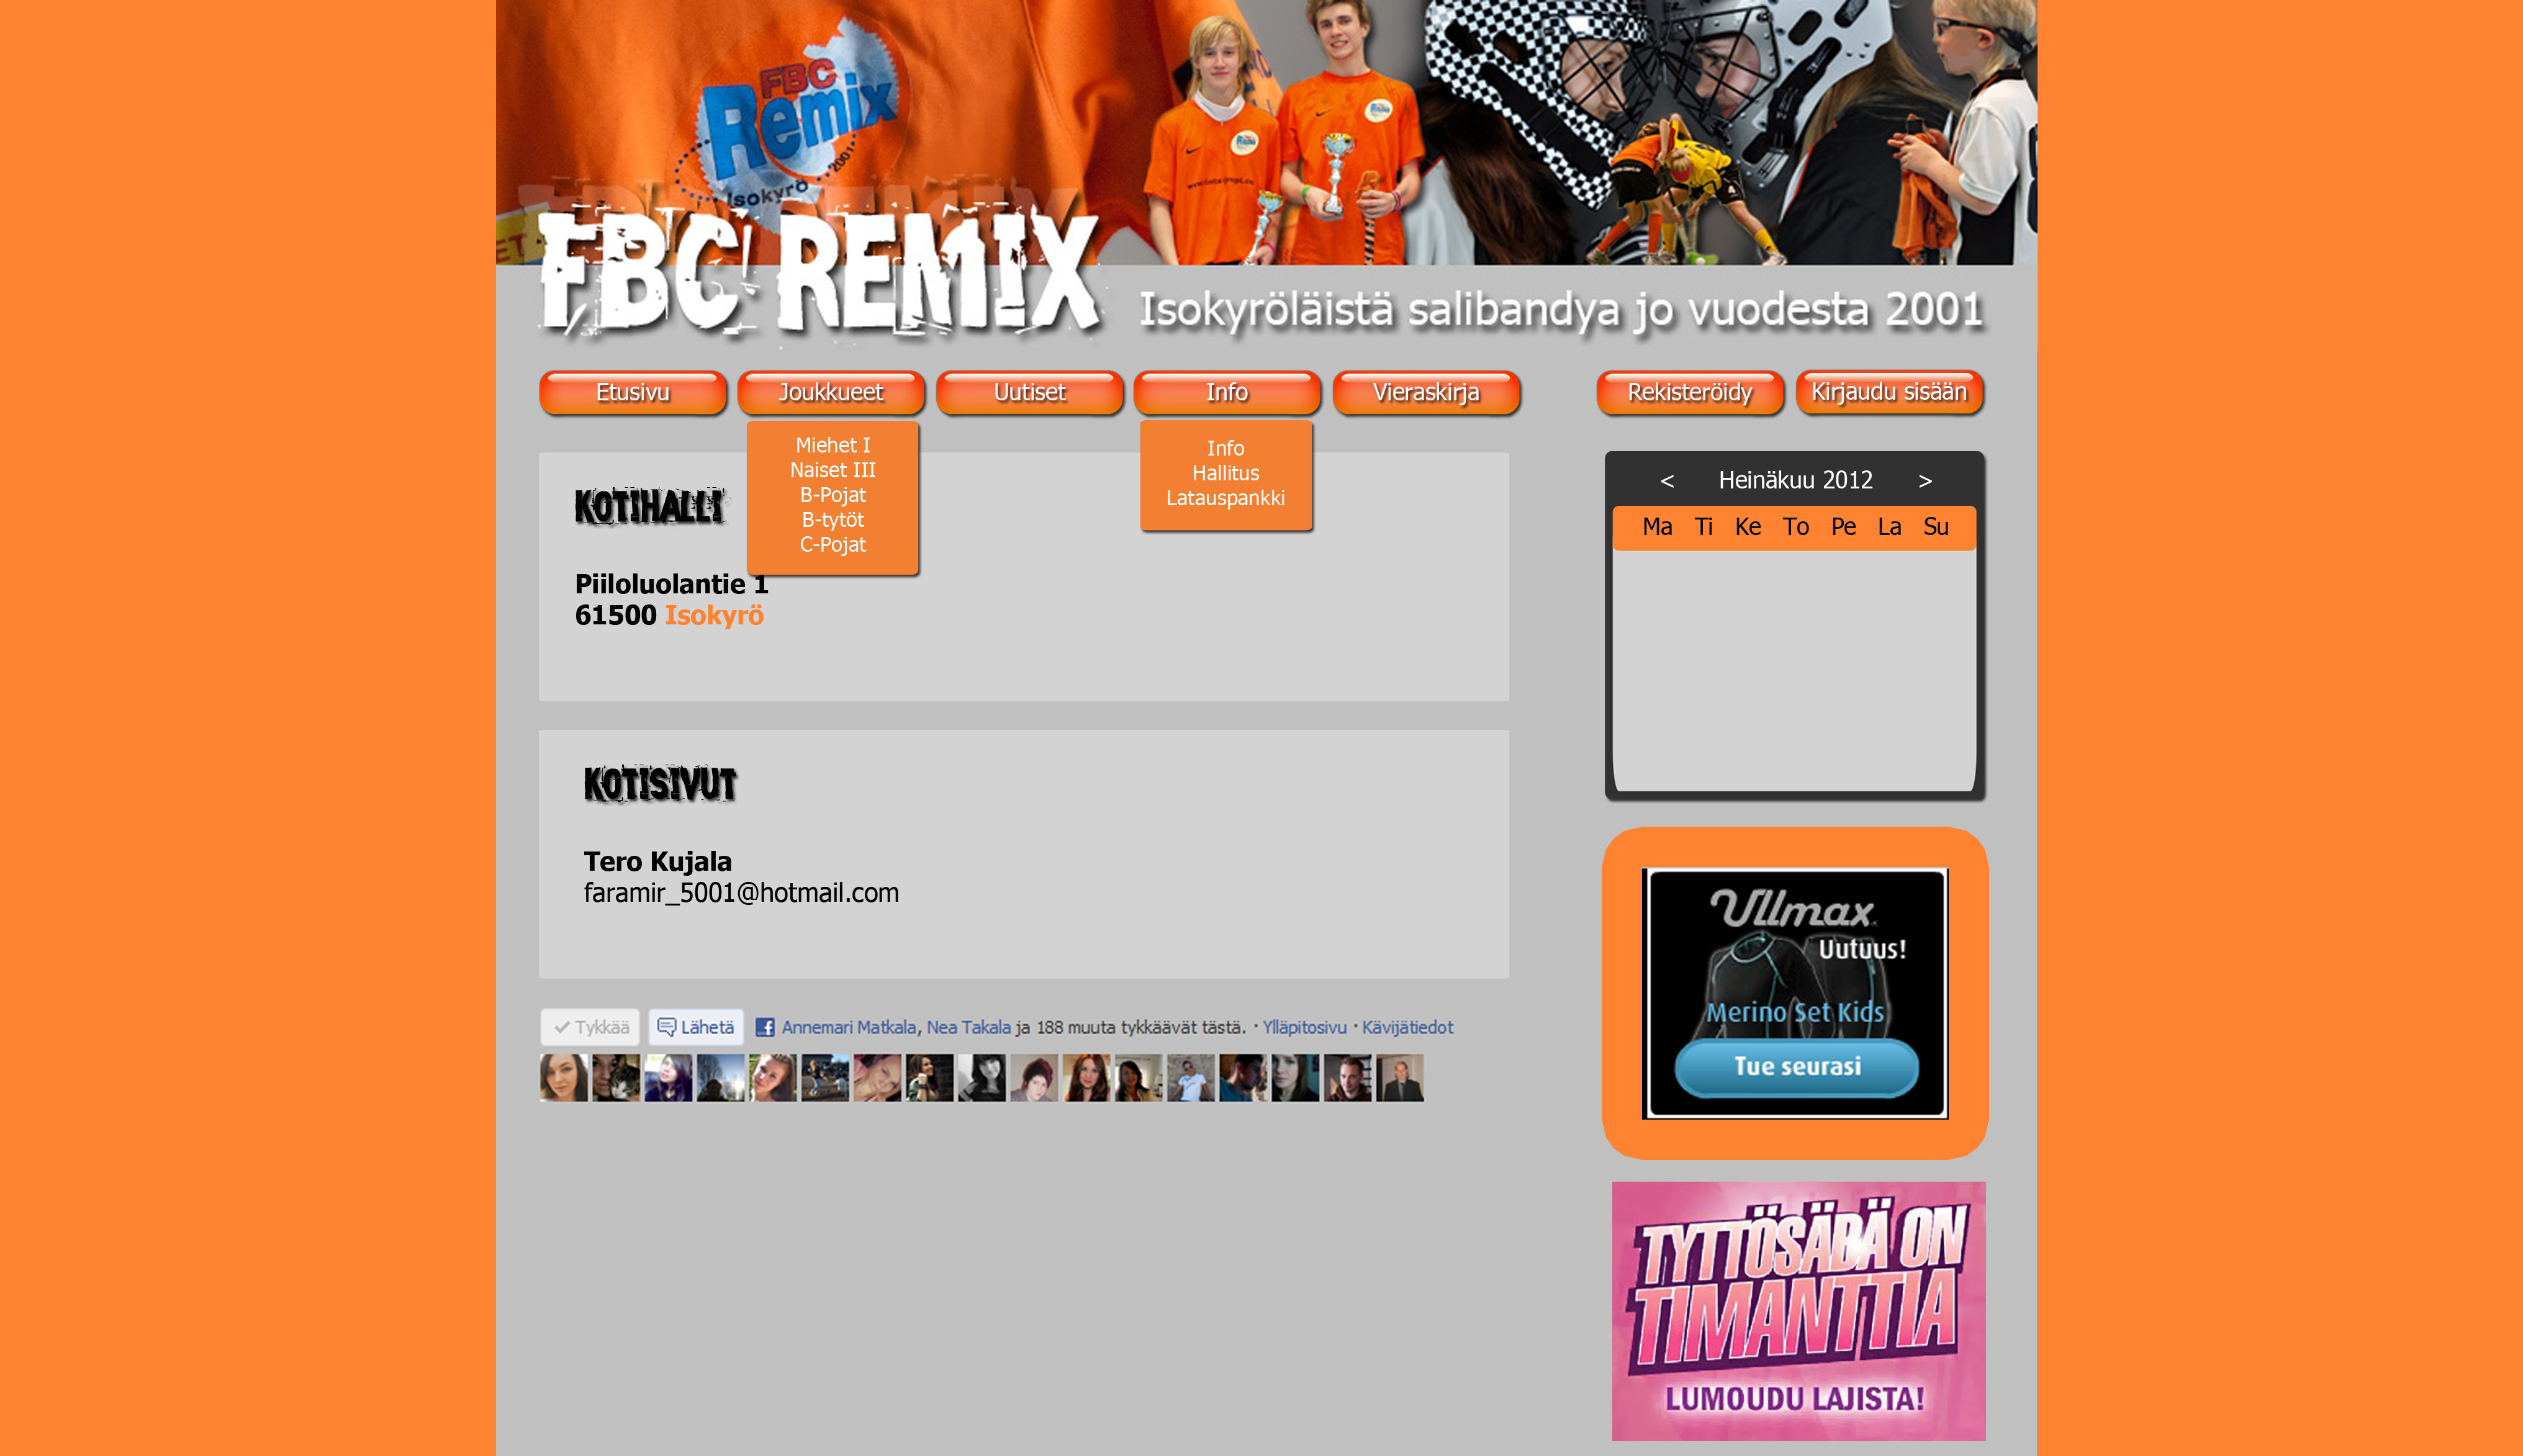 FBC
Remix
Isokyrö ..2001.
FBC REMIX
Isokyröläistä salibandya jo vuodesta 2001
Etusivu Joukkueet Uutiset Info Vieraskirja Rekisteröidy Kirjaudu sisään
Miehet I
Naiset III
B-Pojat
B-tytöt
C-Pojat
Info
Hallitus
Latauspankki
KOTIHALLI
Piiloluolantie 1
61500 Isokyrö
KOTISIVUT
Tero Kujala
faramir_5001@hotmail.com
Tykkää Lähetä Annemari Matkala, Nea Takala ja 188 muuta tykkäävät tästä. · Ylläpitosivu · Kävijätiedot
< Heinäkuu 2012 >
Ma Ti Ke To Pe La Su
Ullmax
Uutuus!
Merino Set Kids
Tue seurasi
TYTTÖSÄBÄ ON
TIMANTTIA
LUMOUDU LAJISTA!